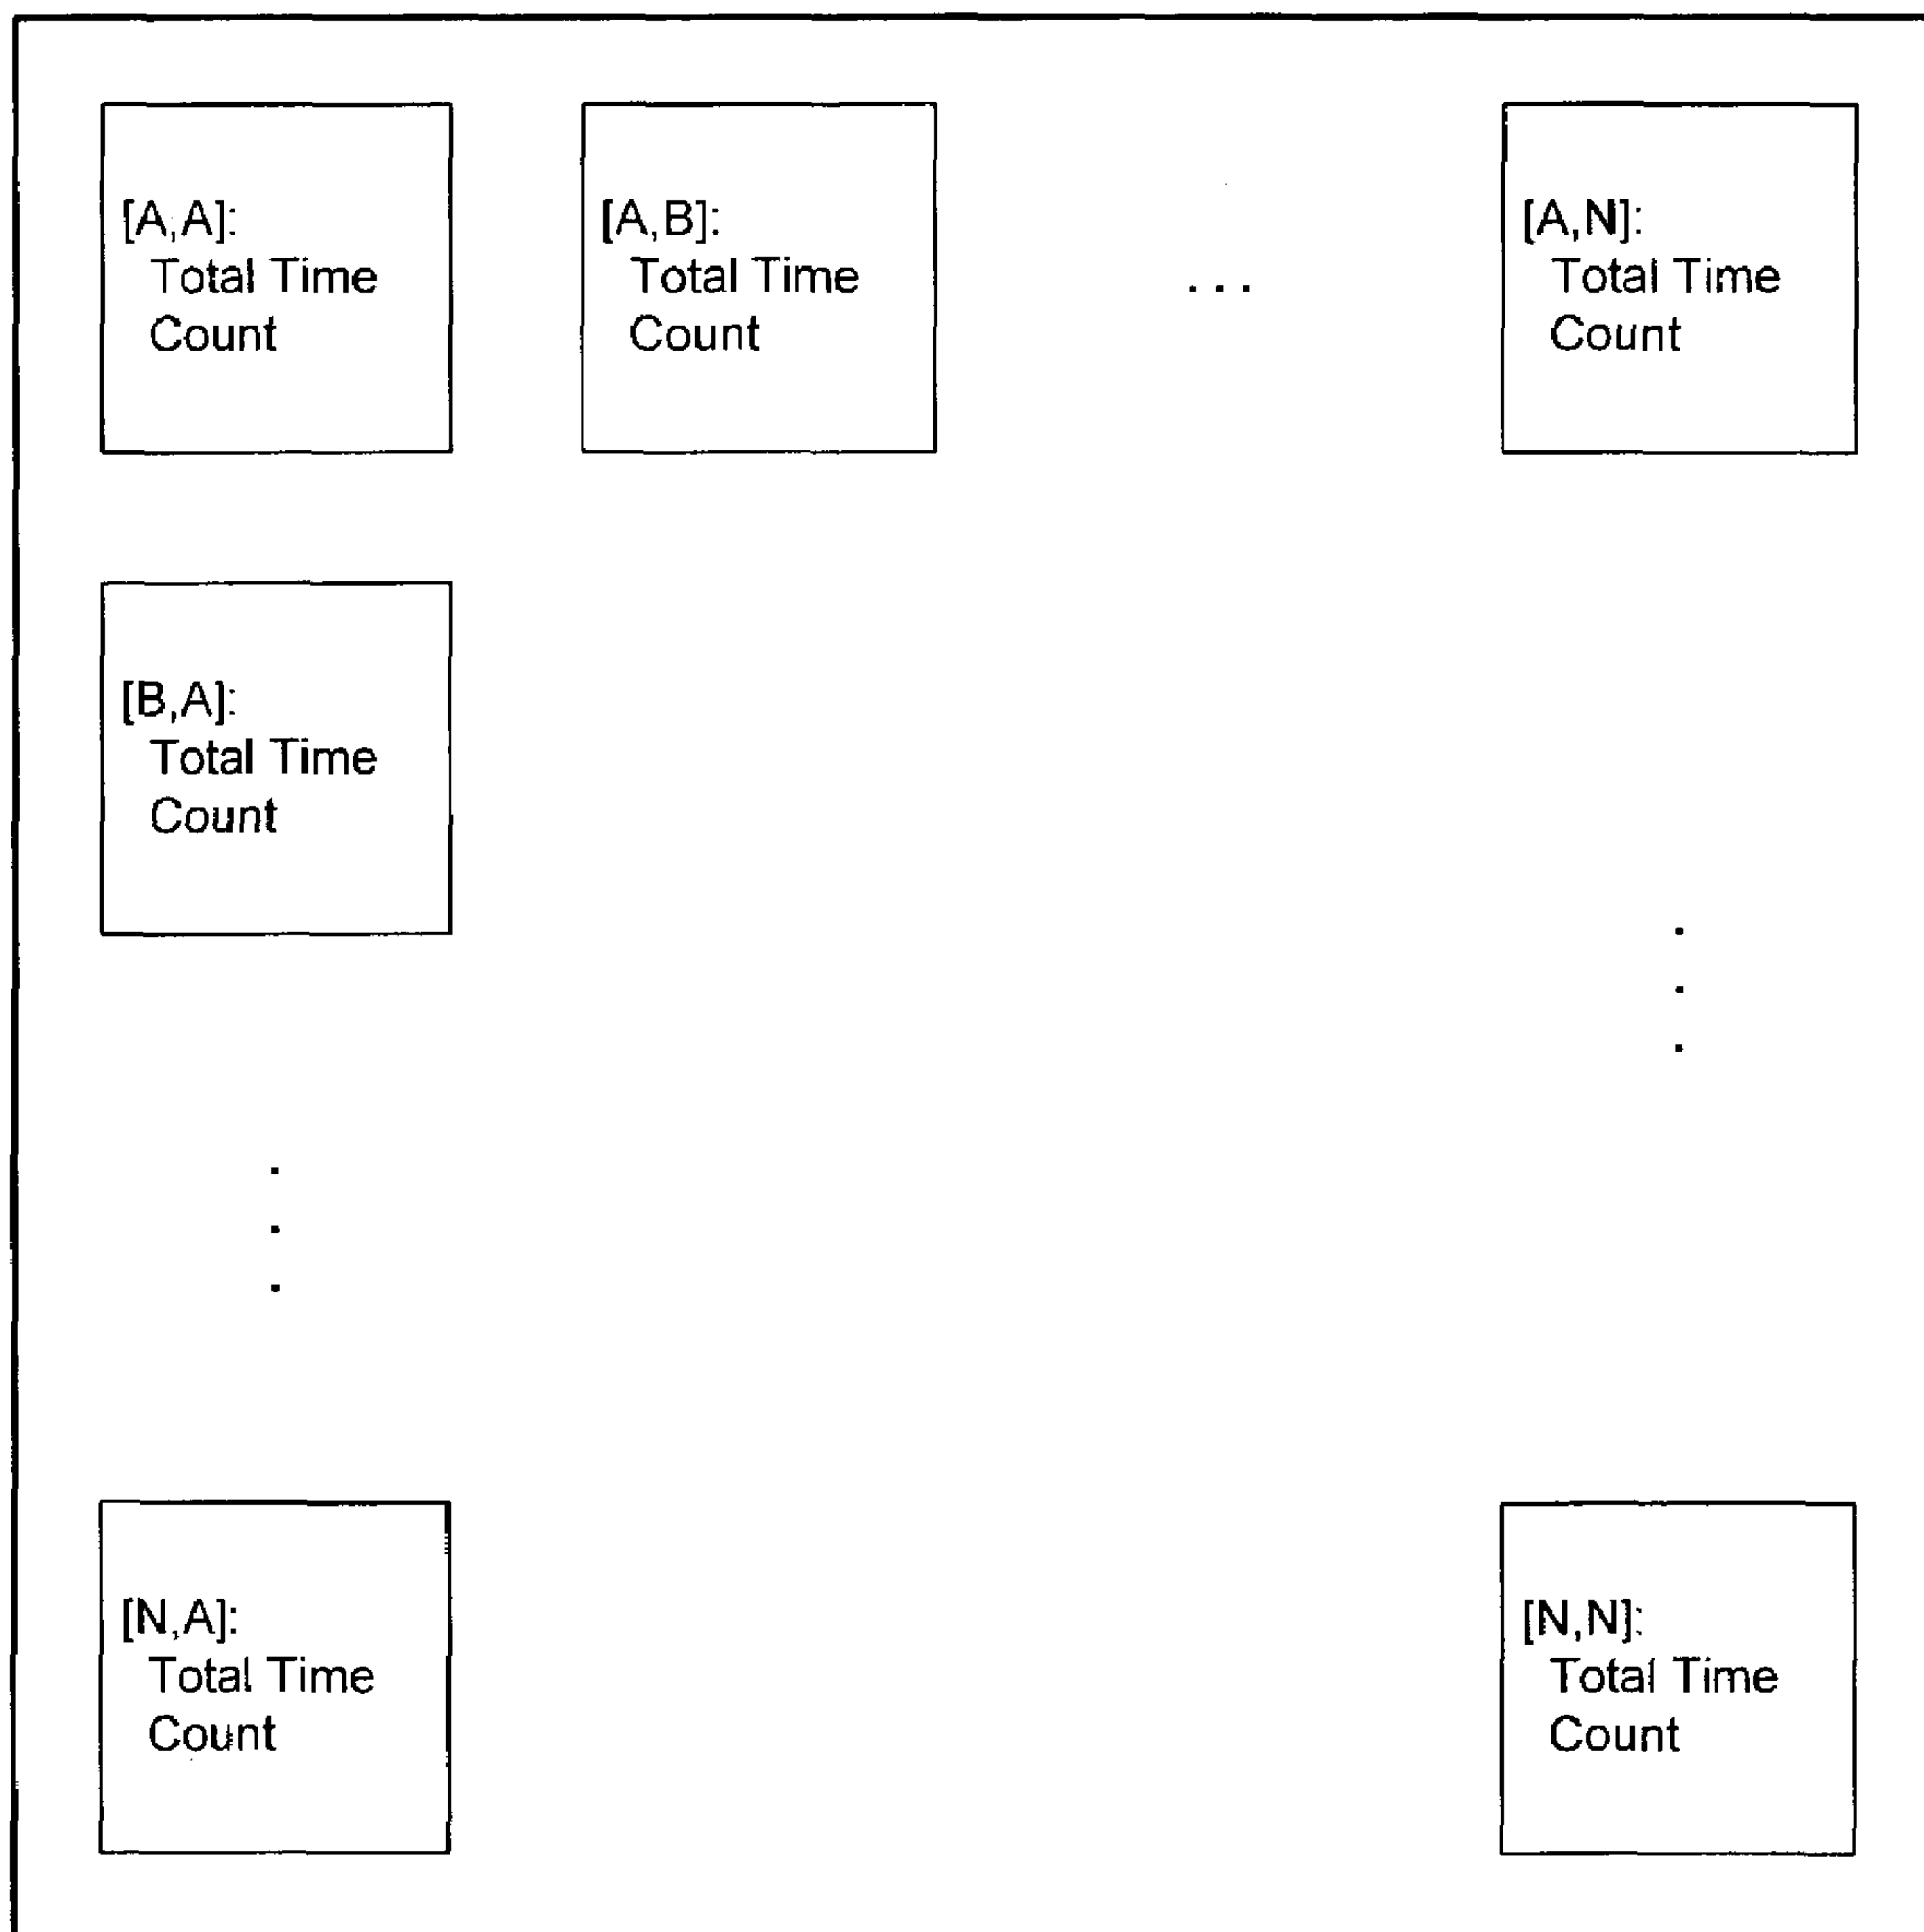 [A,A]:
Total Time
Count
[A,B]:
Total Time
Count
...
[A,N]:
Total Time
Count
[B,A]:
Total Time
Count
.
.
.
.
.
.
[N,A]:
Total Time
Count
[N,N]:
Total Time
Count